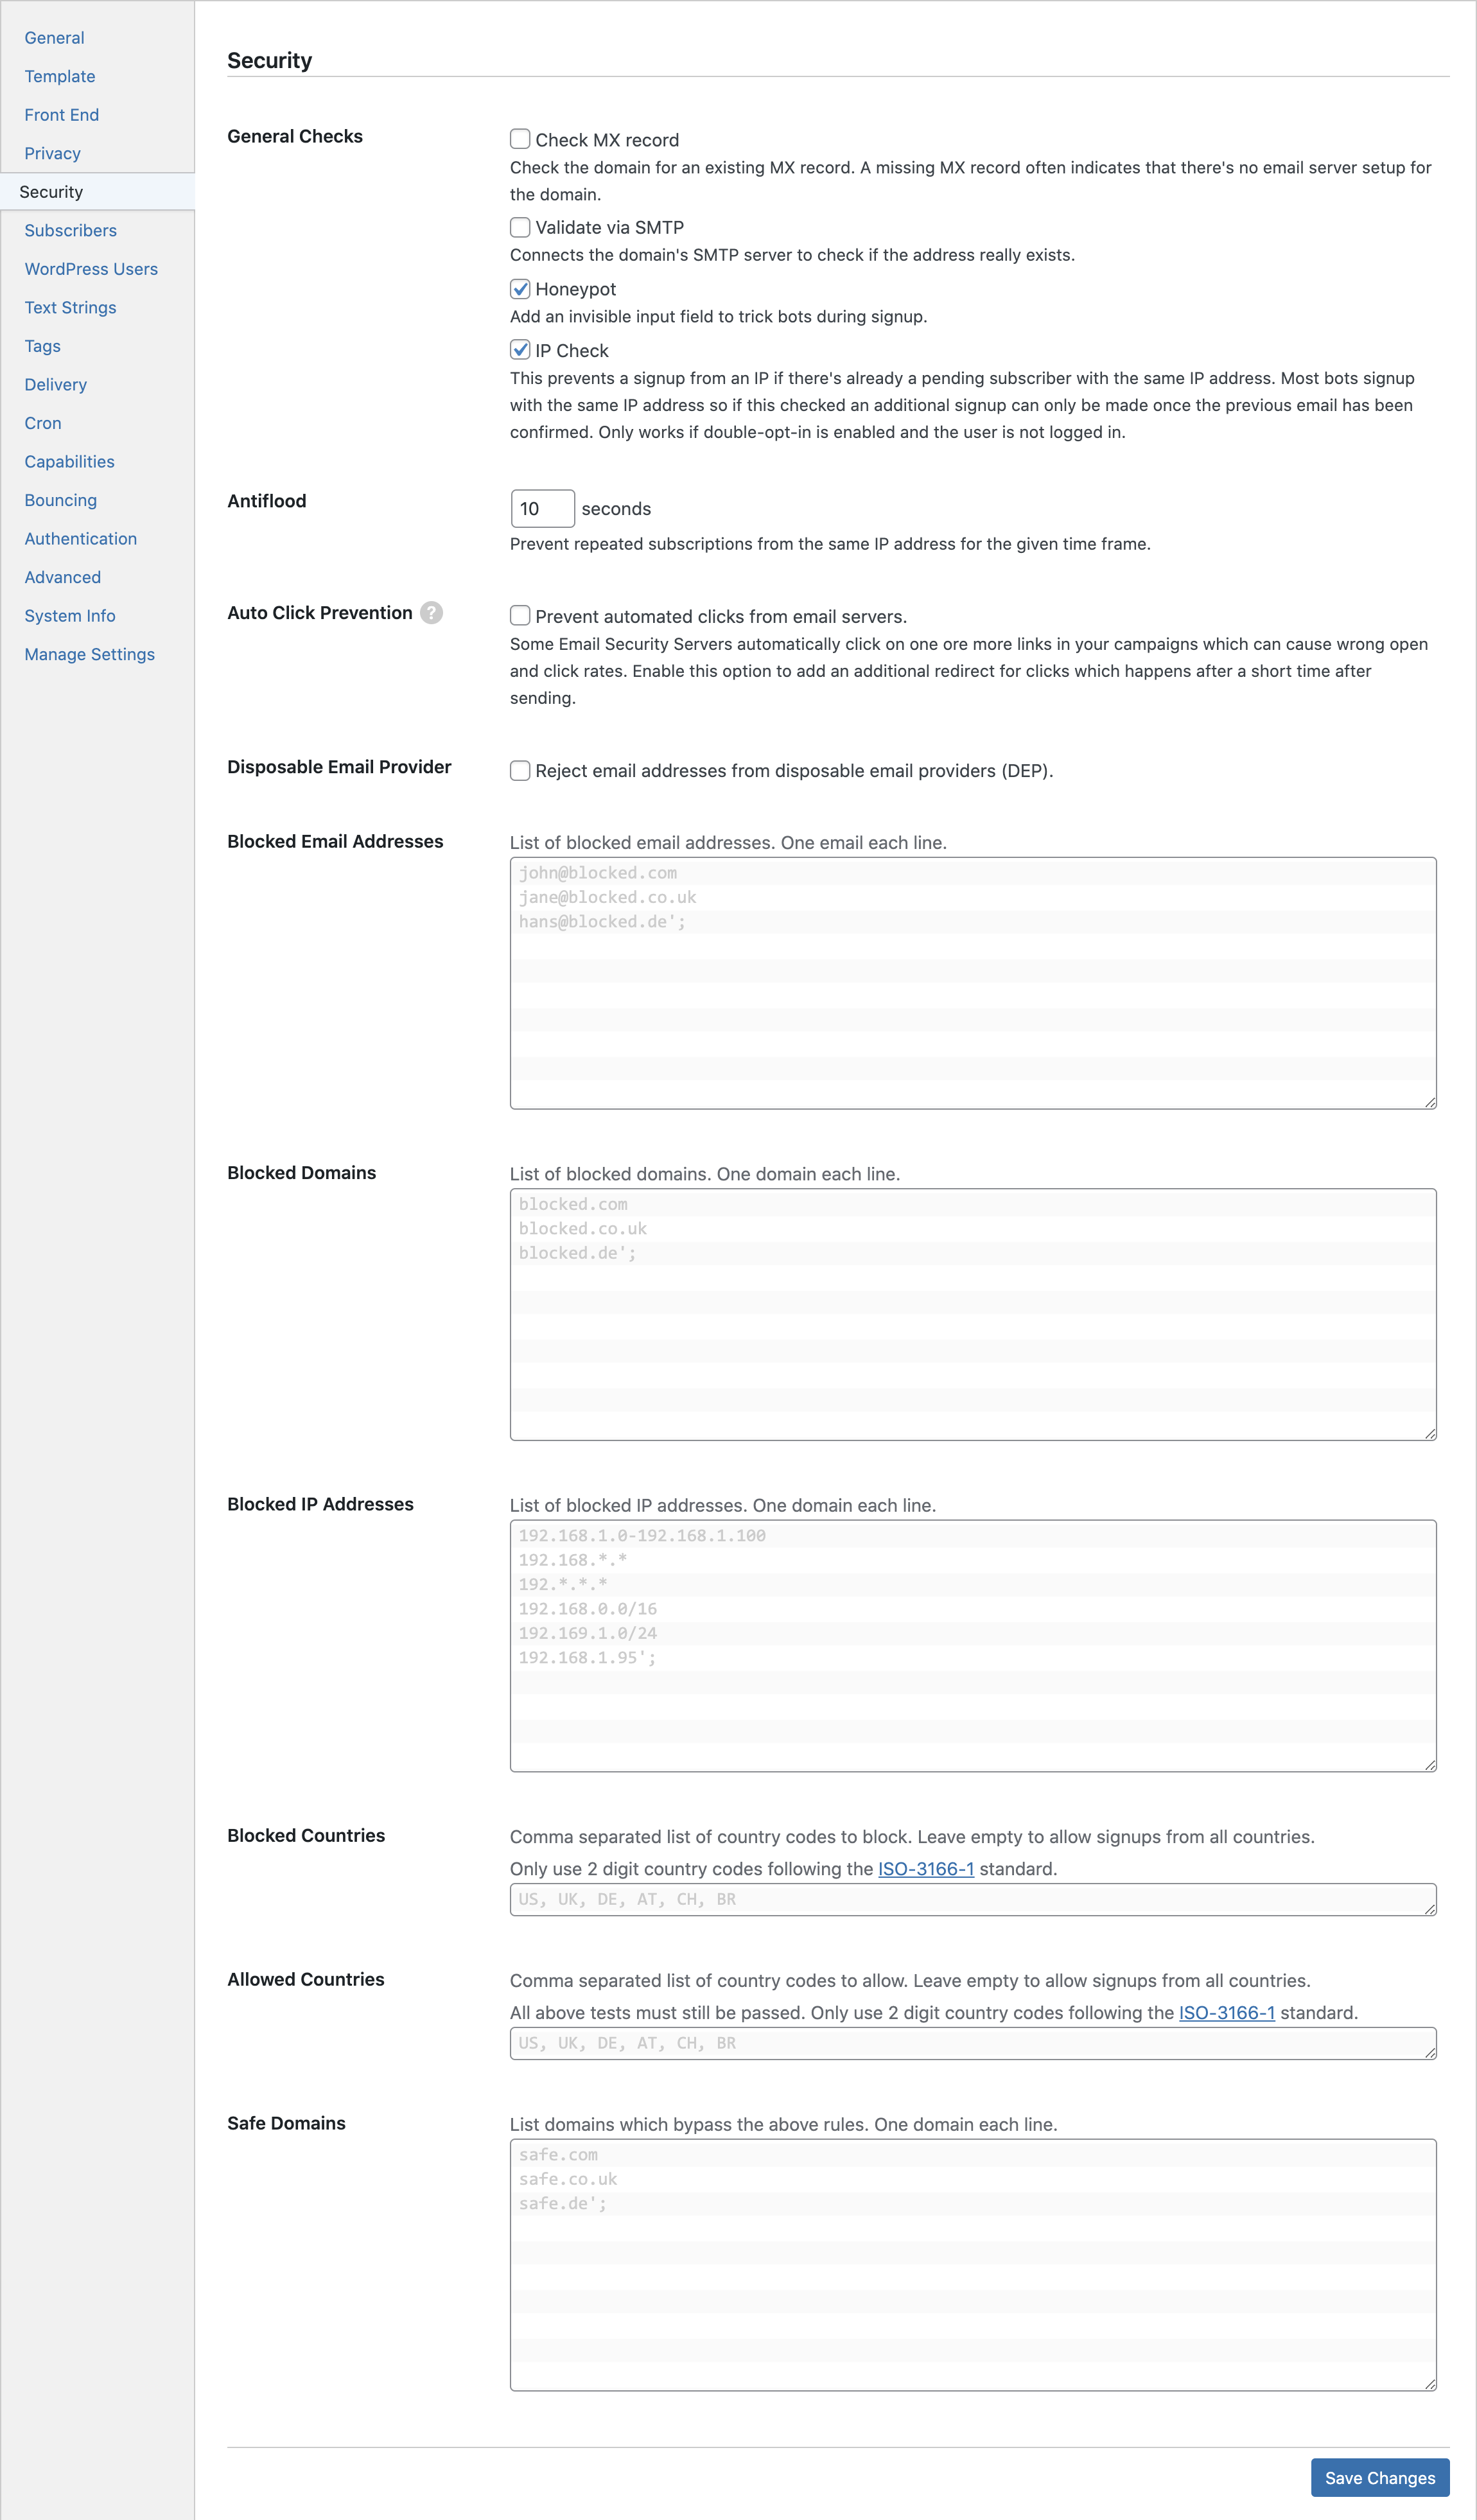 General
Template
Front End
Privacy
Security
Subscribers
WordPress Users
Text Strings
Tags
Delivery
Cron
Capabilities
Bouncing
Authentication
Advanced
System Info
Manage Settings
Security
General Checks
Check MX record
Check the domain for an existing MX record. A missing MX record often indicates that there's no email server setup for
the domain.
Validate via SMTP
Connects the domain's SMTP server to check if the address really exists.
Honeypot
Add an invisible input field to trick bots during signup.
IP Check
This prevents a signup from an IP if there's already a pending subscriber with the same IP address. Most bots signup
with the same IP address so if this checked an additional signup can only be made once the previous email has been
confirmed. Only works if double-opt-in is enabled and the user is not logged in.
Antiflood
10 seconds
Prevent repeated subscriptions from the same IP address for the given time frame.
Auto Click Prevention ?
Prevent automated clicks from email servers.
Some Email Security Servers automatically click on one ore more links in your campaigns which can cause wrong open
and click rates. Enable this option to add an additional redirect for clicks which happens after a short time after
sending.
Disposable Email Provider
Reject email addresses from disposable email providers (DEP).
Blocked Email Addresses
List of blocked email addresses. One email each line.
john@blocked.com
jane@blocked.co.uk
hans@blocked.de';
Blocked Domains
List of blocked domains. One domain each line.
blocked.com
blocked.co.uk
blocked.de';
Blocked IP Addresses
List of blocked IP addresses. One domain each line.
192.168.1.0-192.168.1.100
192.168.*.*
192.*.*.*
192.168.0.0/16
192.169.1.0/24
192.168.1.95';
Blocked Countries
Comma separated list of country codes to block. Leave empty to allow signups from all countries.
Only use 2 digit country codes following the ISO-3166-1 standard.
US, UK, DE, AT, CH, BR
Allowed Countries
Comma separated list of country codes to allow. Leave empty to allow signups from all countries.
All above tests must still be passed. Only use 2 digit country codes following the ISO-3166-1 standard.
US, UK, DE, AT, CH, BR
Safe Domains
List domains which bypass the above rules. One domain each line.
safe.com
safe.co.uk
safe.de';
Save Changes